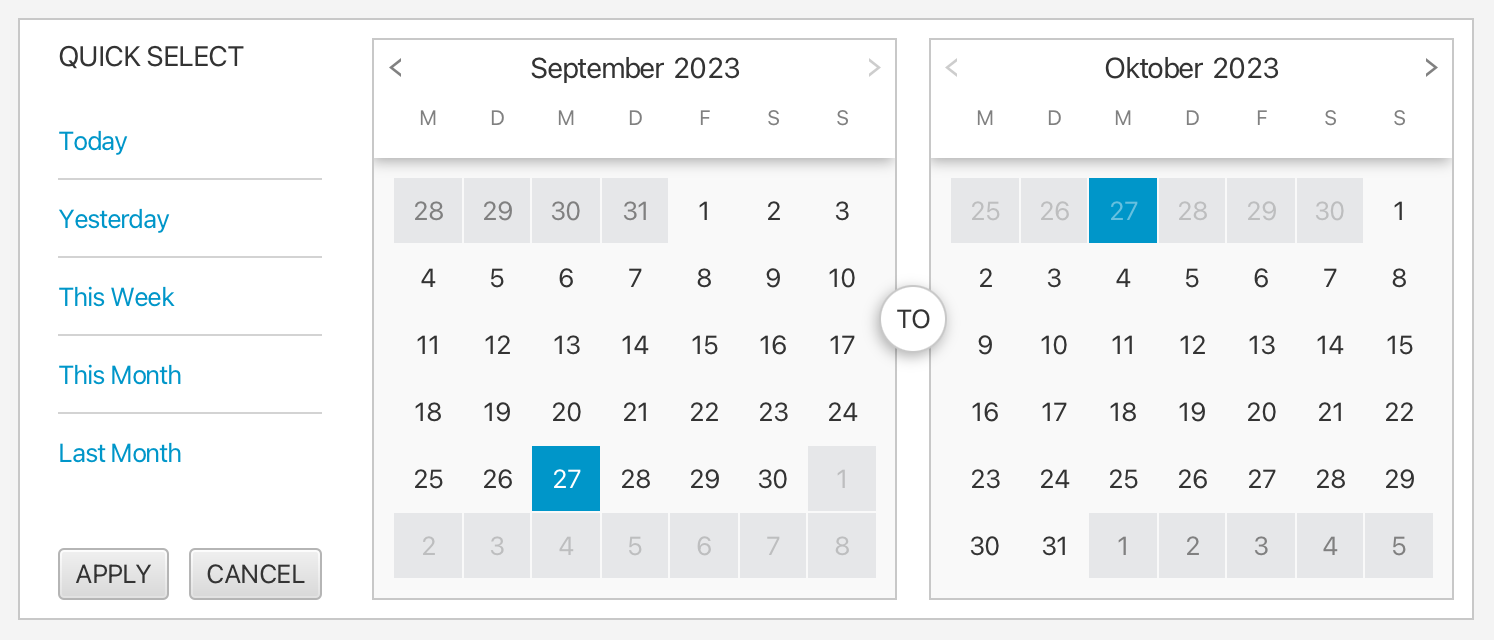 QUICK SELECT
Today
Yesterday
This Week
This Month
Last Month
APPLY CANCEL
< September 2023 >
M D M D F S S
28 29 30 31 1 2 3
4 5 6 7 8 9 10
11 12 13 14 15 16 17
18 19 20 21 22 23 24
25 26 27 28 29 30 1
2 3 4 5 6 7 8
TO
< Oktober 2023 >
M D M D F S S
25 26 27 28 29 30 1
2 3 4 5 6 7 8
9 10 11 12 13 14 15
16 17 18 19 20 21 22
23 24 25 26 27 28 29
30 31 1 2 3 4 5